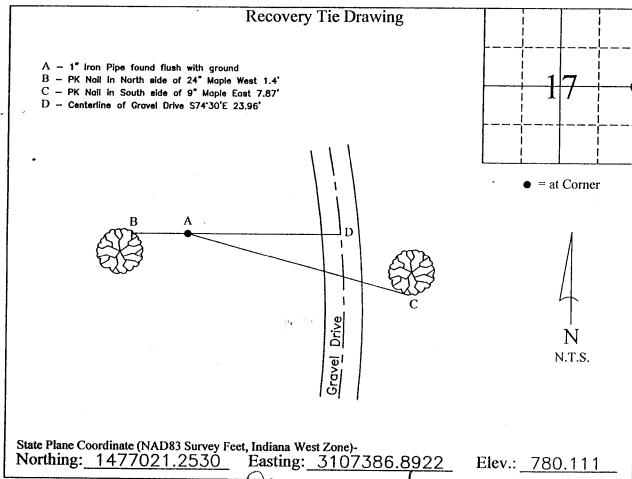 Recovery Tie Drawing
A - 1" Iron Pipe found flush with ground
B - PK Nail in North side of 24" Maple West 1.4'
C - PK Nail in South side of 9" Maple East 7.87'
D - Centerline of Gravel Drive S74°30'E 23.96'
17
● = at Corner
B
A
D
C
Gravel Drive
N
N.T.S.
State Plane Coordinate (NAD83 Survey Feet, Indiana West Zone)-
Northing: 1477021.2530 Easting: 3107386.8922 Elev.: 780.111